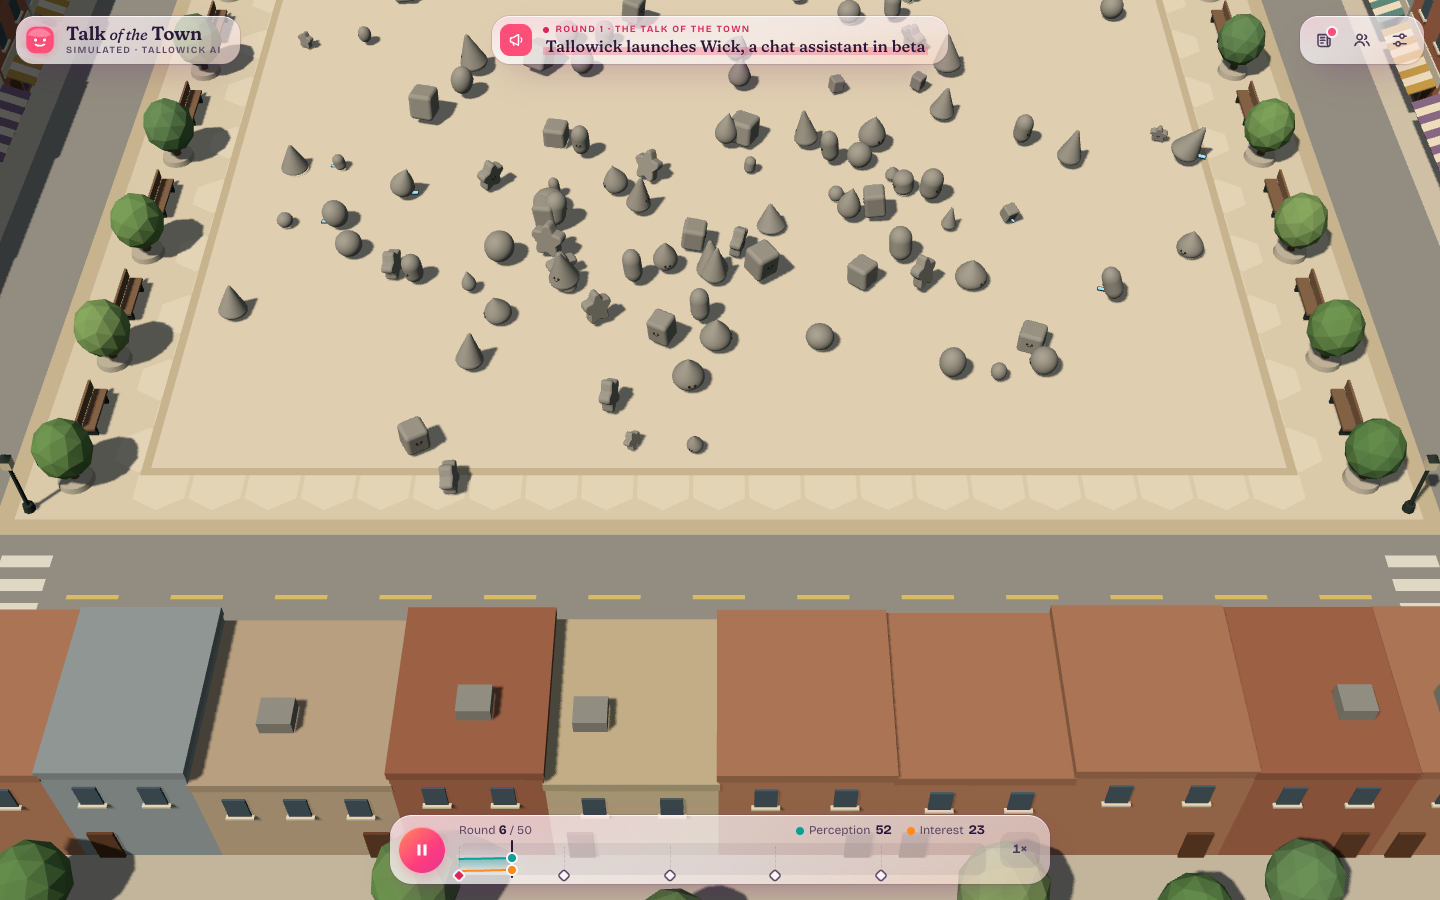 Talk of the Town
SIMULATED · TALLOWICK AI
ROUND 1 · THE TALK OF THE TOWN
Tallowick launches Wick, a chat assistant in beta
Round 6 / 50
Perception 52
Interest 23
1×